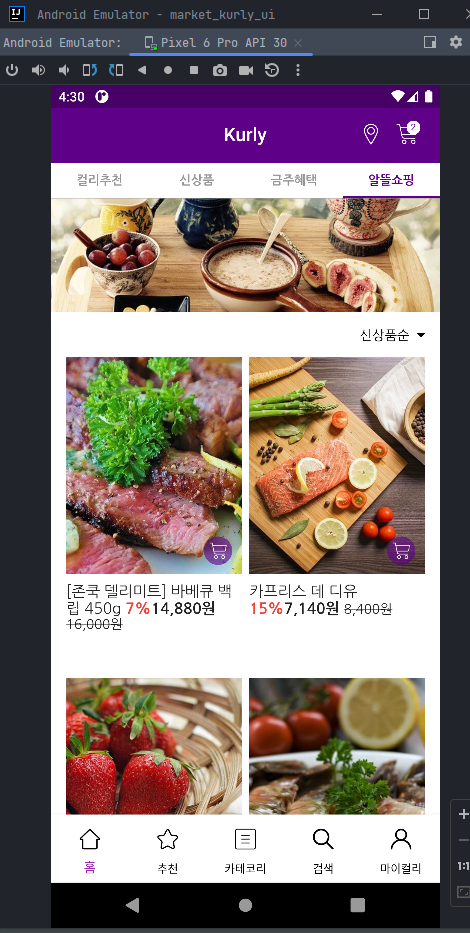 Android Emulator - market_kurly_ui
Android Emulator: Pixel 6 Pro API 30
4:30
Kurly
2
컬리추천 신상품 금주혜택 알뜰쇼핑
신상품순
[존쿡 델리미트] 바베큐 백
립 450g 7%14,880원
16,000원
카프리스 데 디유
15%7,140원 8,400원
홈 추천 카테코리 검색 마이컬리
1:1